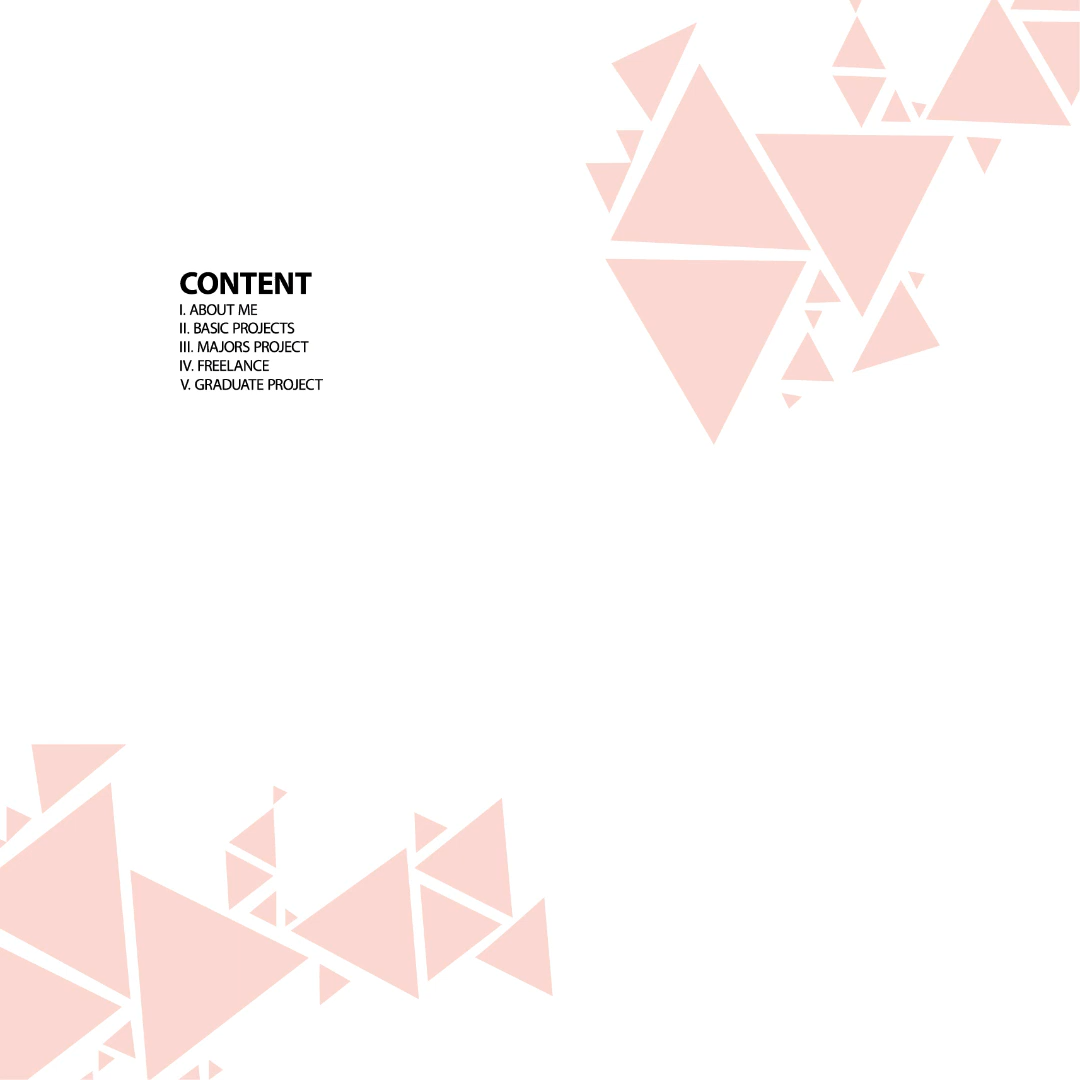 CONTENT
I. ABOUT ME
II. BASIC PROJECTS
III. MAJORS PROJECT
IV. FREELANCE
V. GRADUATE PROJECT